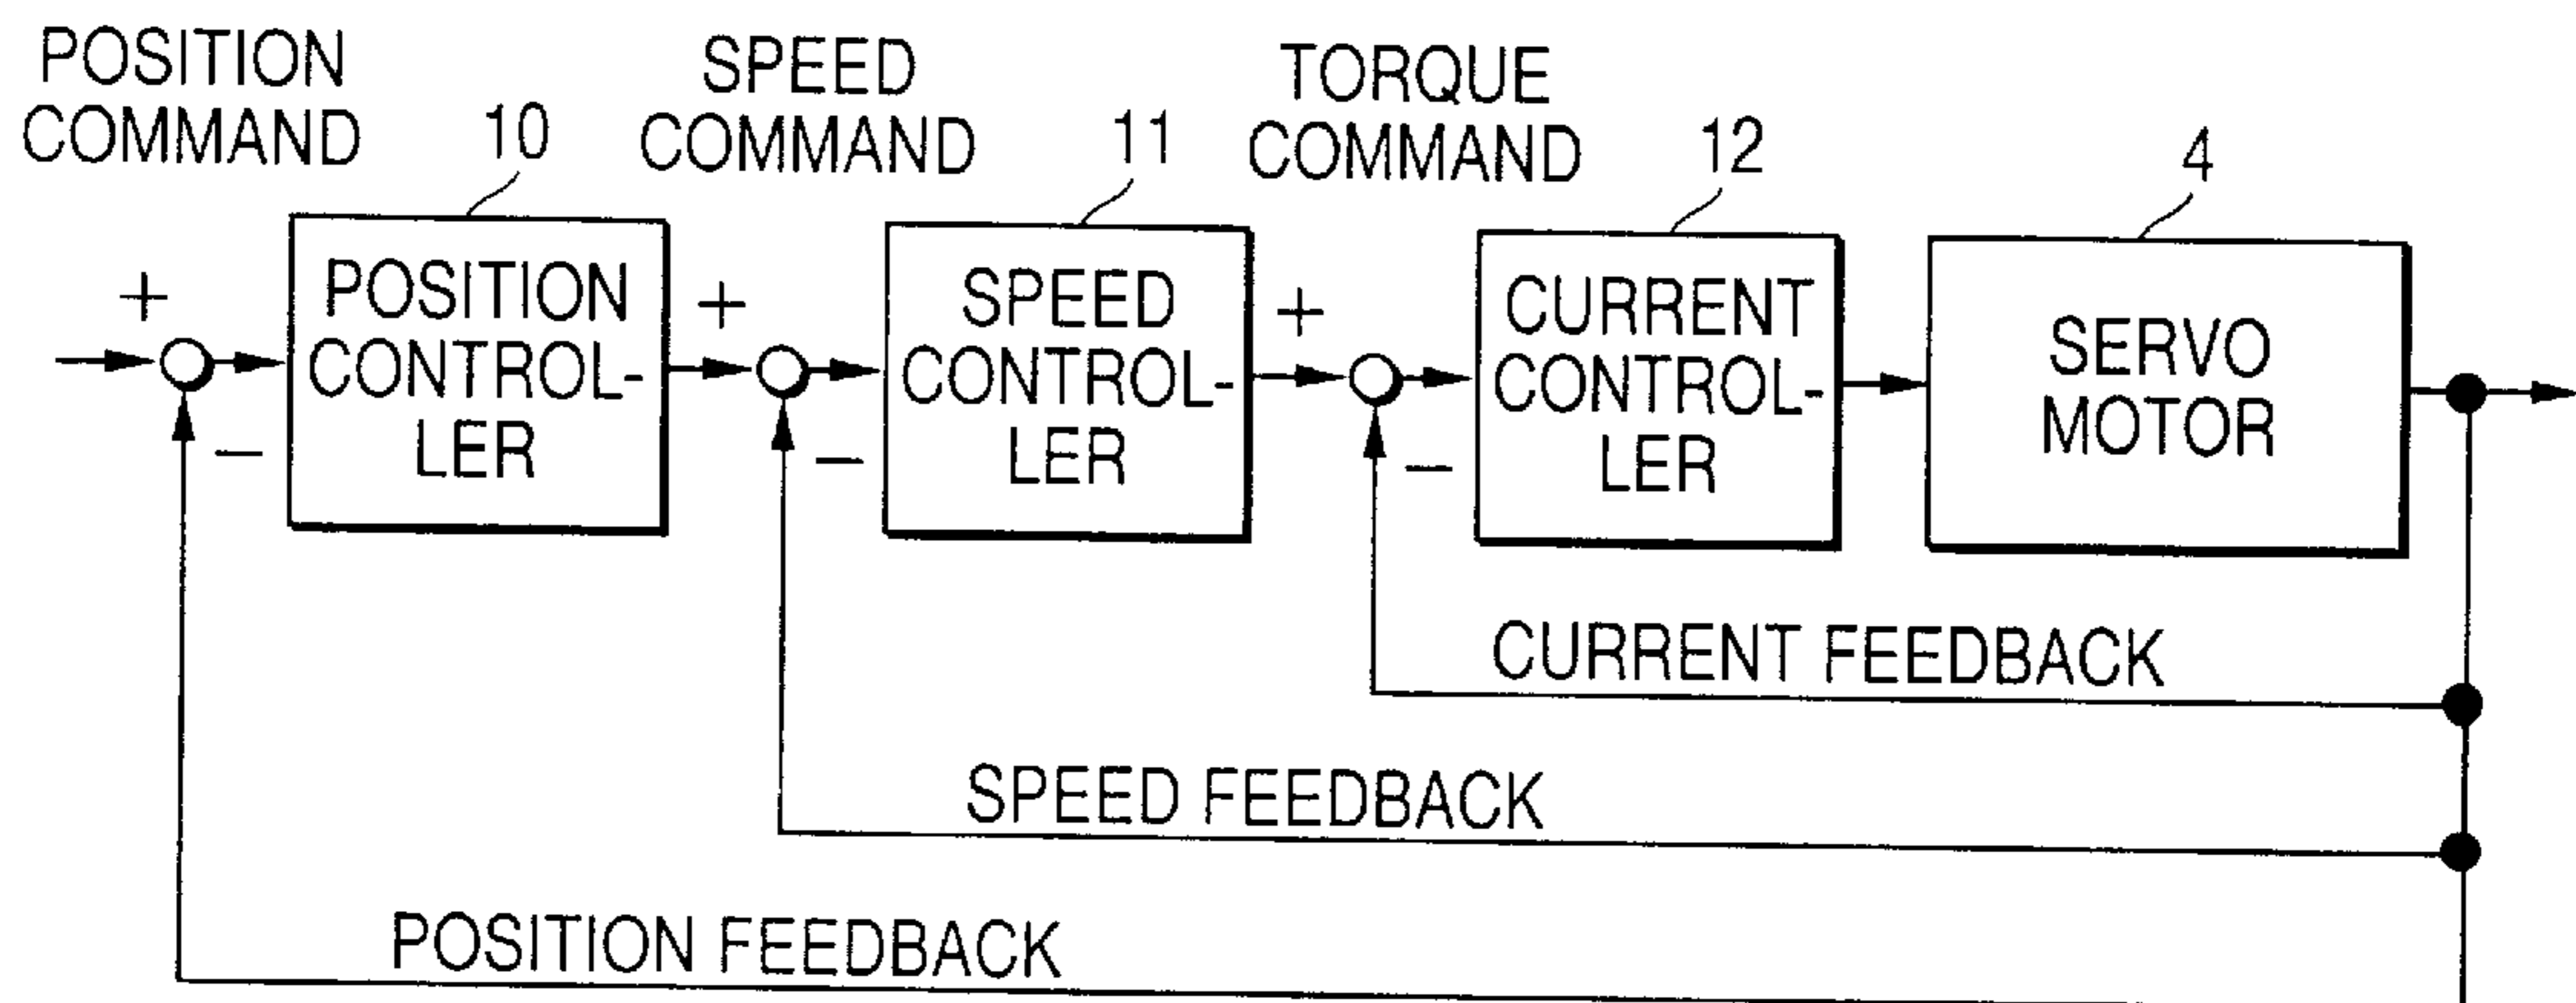 POSITION
COMMAND
10
SPEED
COMMAND
11
TORQUE
COMMAND
12
4
+
POSITION
CONTROL-
LER
−
+
SPEED
CONTROL-
LER
−
+
CURRENT
CONTROL-
LER
−
SERVO
MOTOR
CURRENT FEEDBACK
SPEED FEEDBACK
POSITION FEEDBACK